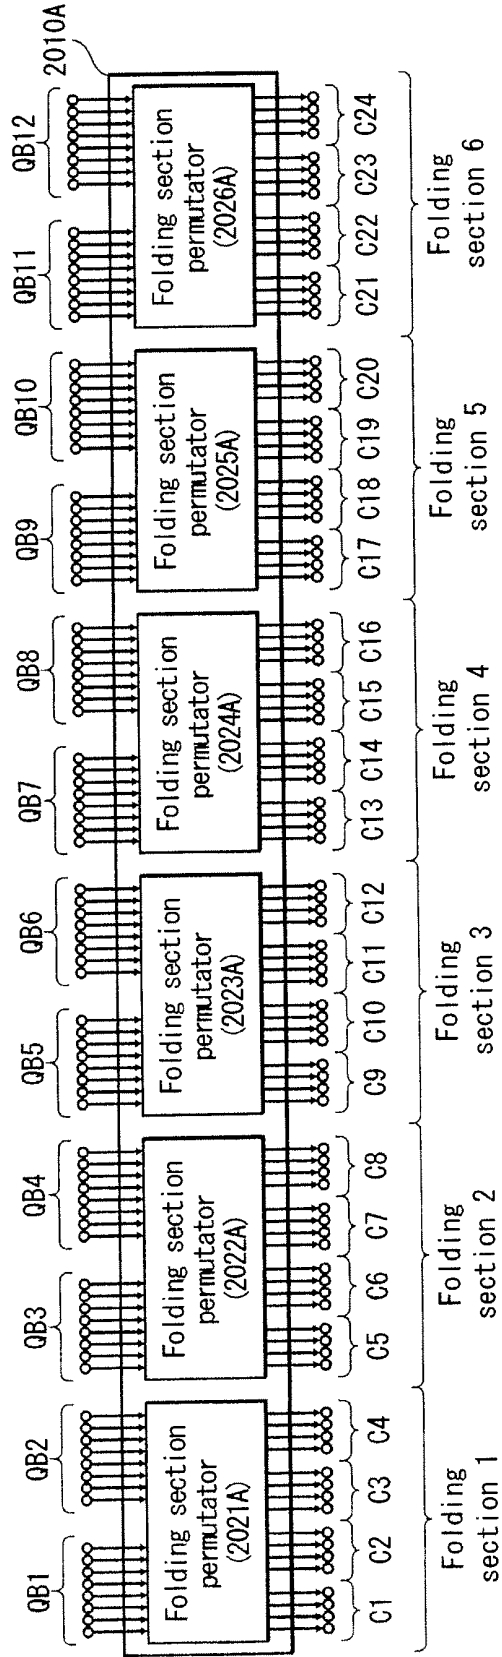 2010A
QB1 QB2 QB3 QB4 QB5 QB6 QB7 QB8 QB9 QB10 QB11 QB12
Folding section
permutator
(2021A)
Folding section
permutator
(2022A)
Folding section
permutator
(2023A)
Folding section
permutator
(2024A)
Folding section
permutator
(2025A)
Folding section
permutator
(2026A)
C1 C2 C3 C4 C5 C6 C7 C8 C9 C10 C11 C12 C13 C14 C15 C16 C17 C18 C19 C20 C21 C22 C23 C24
Folding
section 1
Folding
section 2
Folding
section 3
Folding
section 4
Folding
section 5
Folding
section 6